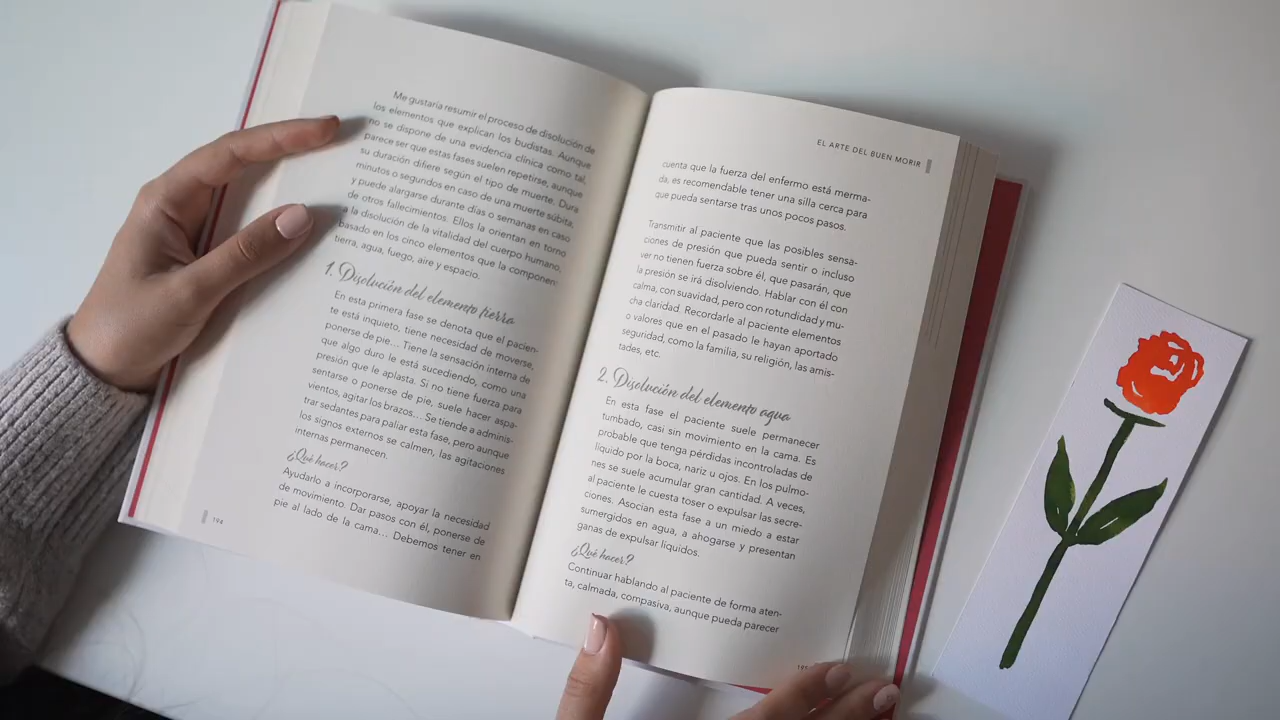 Me gustaría resumir el proceso de disolución de
los elementos que explican los budistas. Aunque
no se dispone de una evidencia clínica como tal,
parece ser que estas fases suelen repetirse, aunque
su duración difiere según el tipo de muerte. Dura
minutos o segundos en caso de una muerte súbita,
y puede alargarse durante días o semanas en caso
de otros fallecimientos. Ellos la orientan en torno
a la disolución de la vitalidad del cuerpo humano,
basado en los cinco elementos que la componen:
tierra, agua, fuego, aire y espacio.
1. Disolución del elemento tierra
En esta primera fase se denota que el pacien-
te está inquieto, tiene necesidad de moverse,
ponerse de pie... Tiene la sensación interna de
que algo duro le está sucediendo, como una
presión que le aplasta. Si no tiene fuerza para
sentarse o ponerse de pie, suele hacer aspa-
vientos, agitar los brazos... Se tiende a adminis-
trar sedantes para paliar esta fase, pero aunque
los signos externos se calmen, las agitaciones
internas permanecen.
¿Qué hacer?
Ayudarlo a incorporarse, apoyar la necesidad
de movimiento. Dar pasos con él, ponerse de
pie al lado de la cama... Debemos tener en
194
EL ARTE DEL BUEN MORIR
cuenta que la fuerza del enfermo está merma-
da, es recomendable tener una silla cerca para
que pueda sentarse tras unos pocos pasos.
Transmitir al paciente que las posibles sensa-
ciones de presión que pueda sentir o incluso
ver no tienen fuerza sobre él, que pasarán, que
la presión se irá disolviendo. Hablar con él con
calma, con suavidad, pero con rotundidad y mu-
cha claridad. Recordarle al paciente elementos
o valores que en el pasado le hayan aportado
seguridad, como la familia, su religión, las amis-
tades, etc.
2. Disolución del elemento agua
En esta fase el paciente suele permanecer
tumbado, casi sin movimiento en la cama. Es
probable que tenga pérdidas incontroladas de
líquido por la boca, nariz u ojos. En los pulmo-
nes se suele acumular gran cantidad. A veces,
al paciente le cuesta toser o expulsar las secre-
ciones. Asocian esta fase a un miedo a estar
sumergidos en agua, a ahogarse y presentan
ganas de expulsar líquidos.
¿Qué hacer?
Continuar hablando al paciente de forma aten-
ta, calmada, compasiva, aunque pueda parecer
195